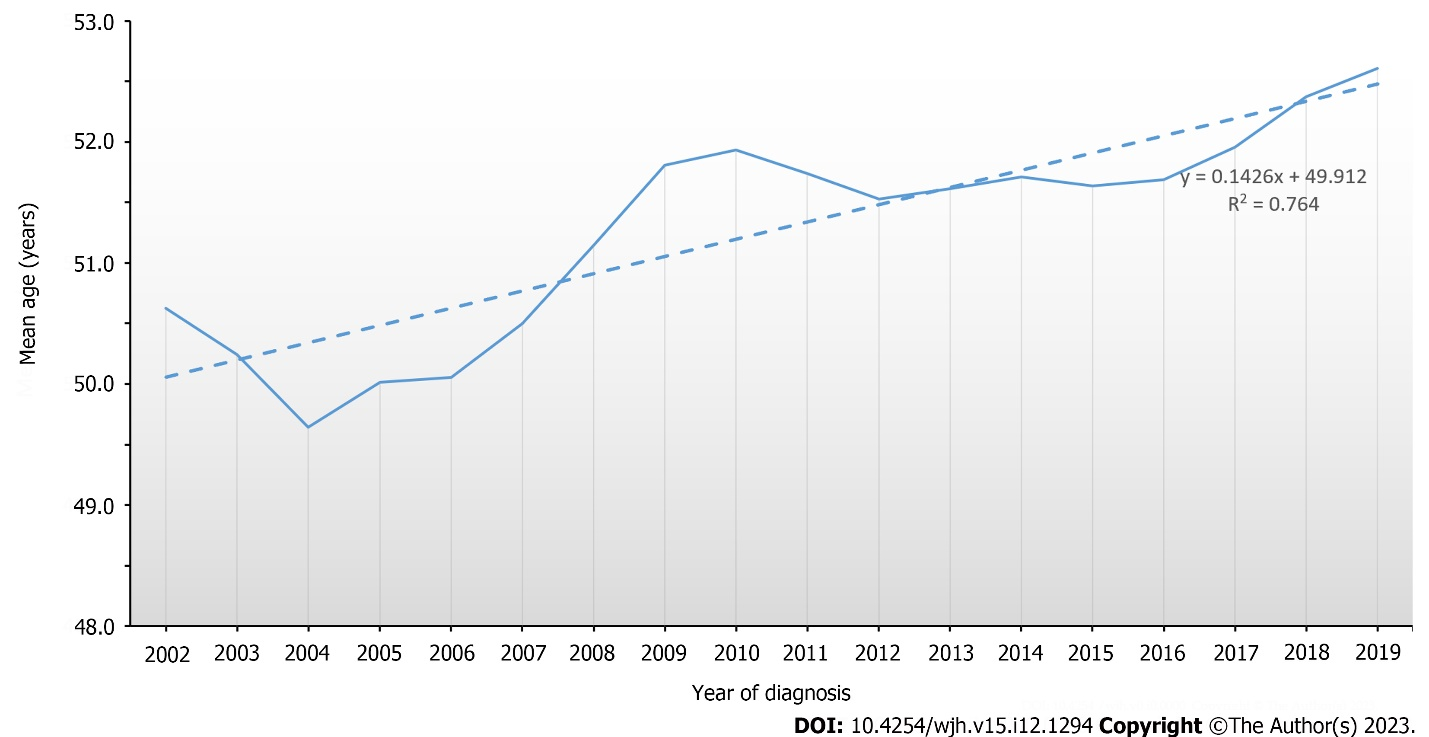 53.0
52.0
51.0
50.0
49.0
48.0
Mean age (years)
y = 0.1426x + 49.912
R² = 0.764
2002 2003 2004 2005 2006 2007 2008 2009 2010 2011 2012 2013 2014 2015 2016 2017 2018 2019
Year of diagnosis
DOI: 10.4254/wjh.v15.i12.1294 Copyright ©The Author(s) 2023.